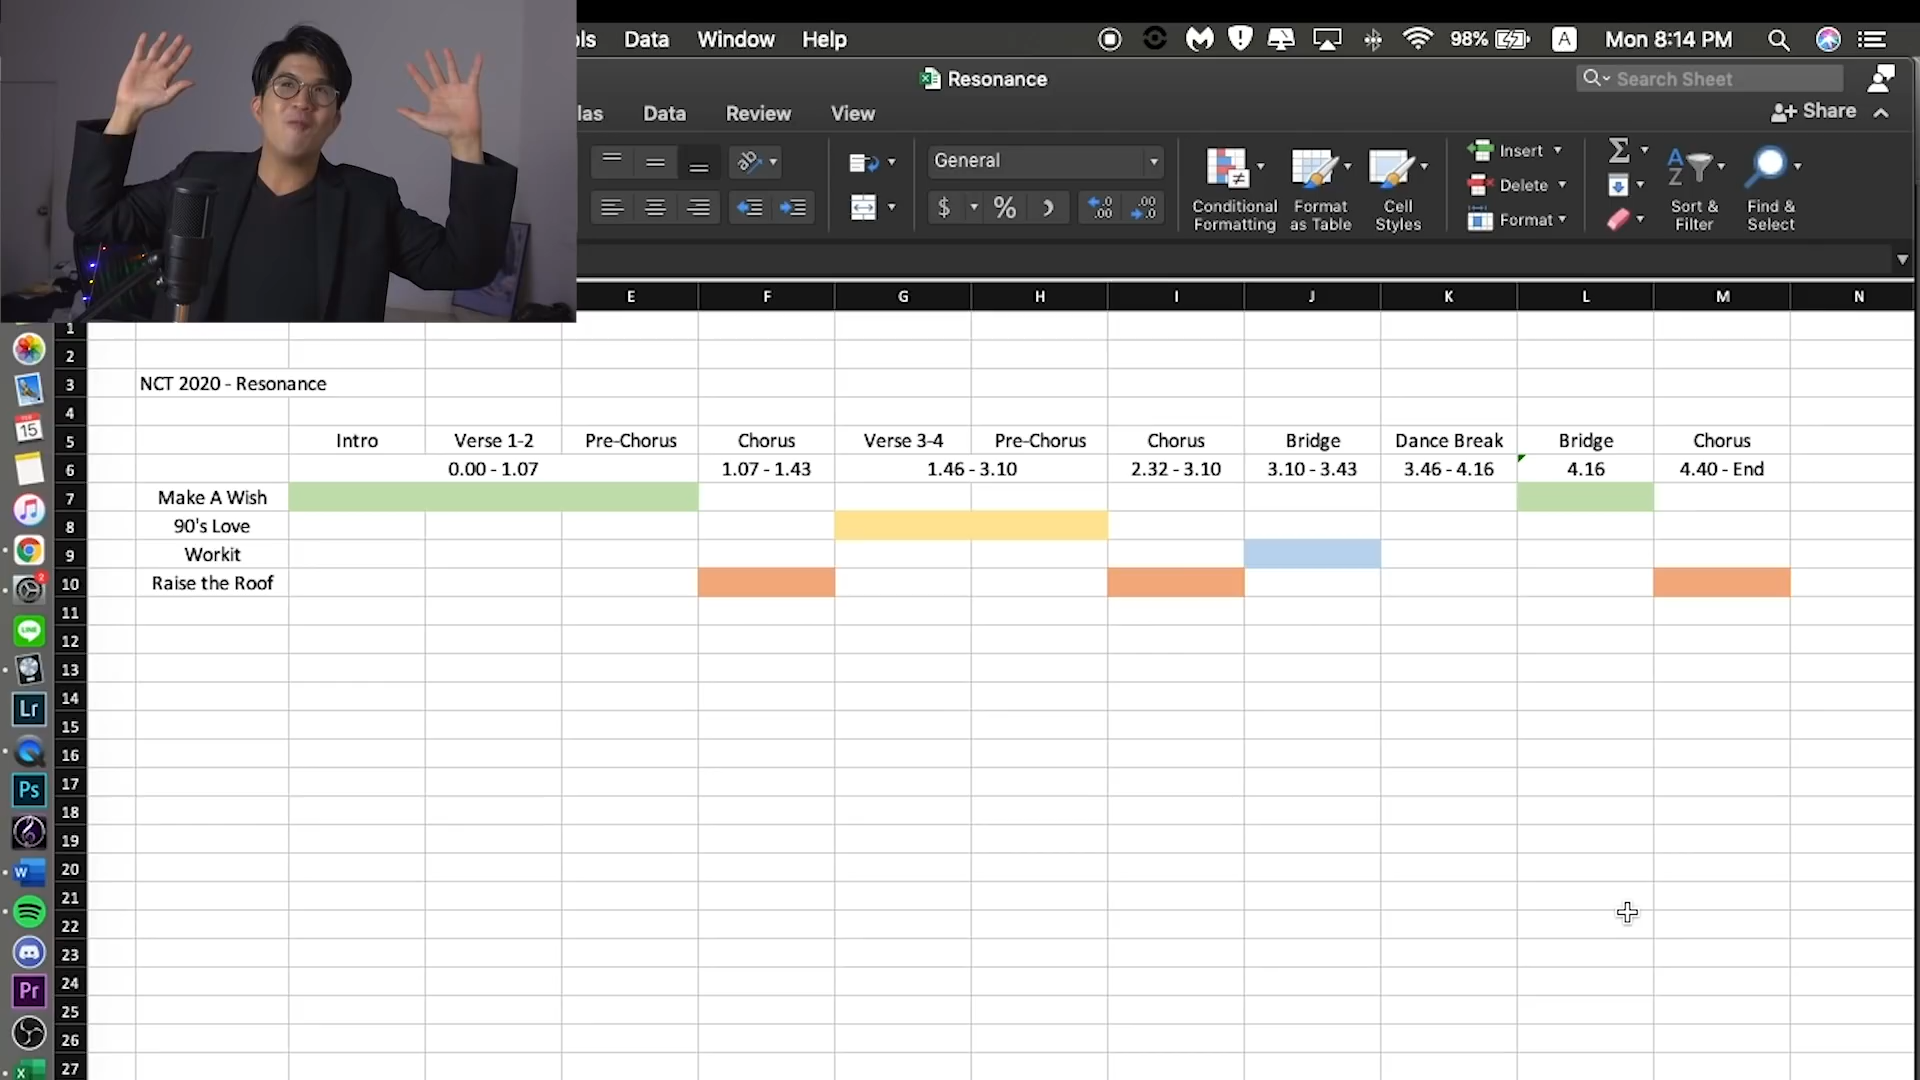 ls Data Window Help 98% A Mon 8:14 PM
Resonance
Search Sheet
las Data Review View
Share
General
Insert
Delete
Format
$ %
Conditional Formatting
Format as Table
Cell Styles
Sort & Filter
Find & Select
E F G H I J K L M N
1
2
3 NCT 2020 - Resonance
4
5 Intro Verse 1-2 Pre-Chorus Chorus Verse 3-4 Pre-Chorus Chorus Bridge Dance Break Bridge Chorus
6 0.00 - 1.07 1.07 - 1.43 1.46 - 3.10 2.32 - 3.10 3.10 - 3.43 3.46 - 4.16 4.16 4.40 - End
7 Make A Wish
8 90's Love
9 Workit
10 Raise the Roof
11
12
13
14
15
16
17
18
19
20
21
22
23
24
25
26
27
15
2
LINE
Lr
Ps
W
Pr
X